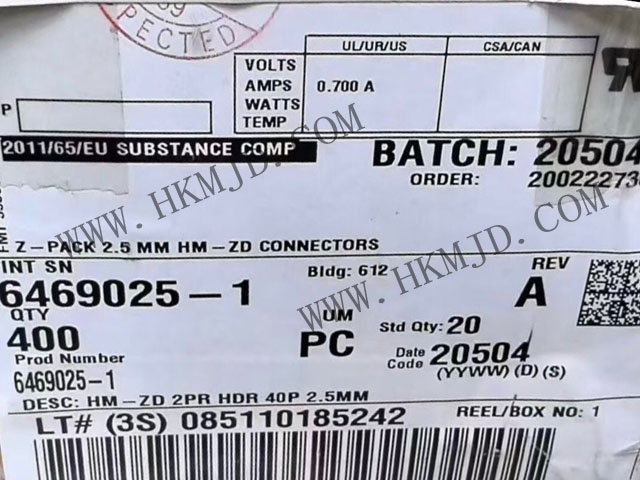 69
PECTED
UL/UR/US CSA/CAN
VOLTS
AMPS 0.700 A
WATTS
TEMP
P
2011/65/EU SUBSTANCE COMP
BATCH: 20504
ORDER: 20022273
WWW.HKMJD.COM
Z-PACK 2.5 MM HM-ZD CONNECTORS
INT SN Bldg: 612 REV
6469025-1 A
WWW.HKMJD.COM
QTY UM
400 PC Std Qty: 20
Prod Number Date Code 20504
6469025-1 (YYWW) (D) (S)
DESC: HM-ZD 2PR HDR 40P 2.5MM
LT# (3S) 085110185242 REEL/BOX NO: 1